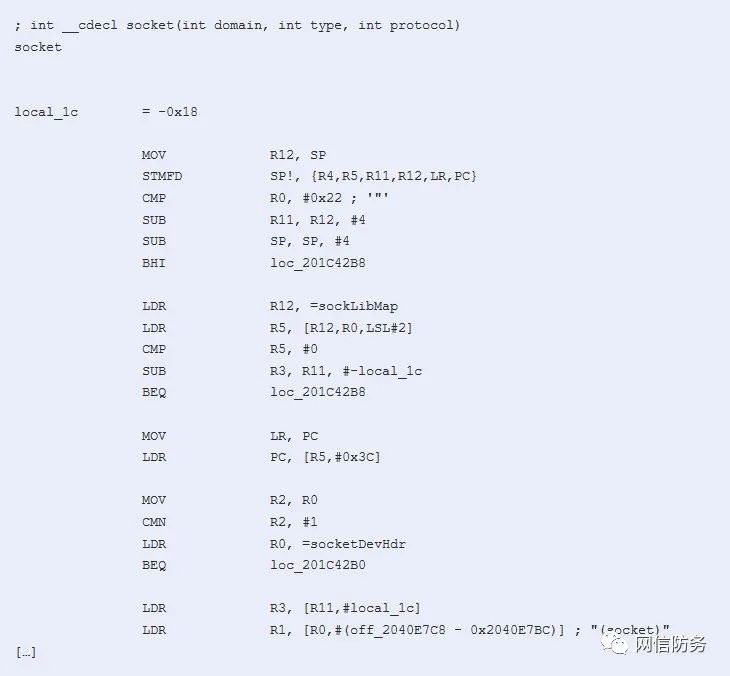 ; int __cdecl socket(int domain, int type, int protocol)
socket
local_1c = -0x18
MOV R12, SP
STMFD SP!, {R4,R5,R11,R12,LR,PC}
CMP R0, #0x22 ; '"'
SUB R11, R12, #4
SUB SP, SP, #4
BHI loc_201C42B8
LDR R12, =sockLibMap
LDR R5, [R12,R0,LSL#2]
CMP R5, #0
SUB R3, R11, #-local_1c
BEQ loc_201C42B8
MOV LR, PC
LDR PC, [R5,#0x3C]
MOV R2, R0
CMN R2, #1
LDR R0, =socketDevHdr
BEQ loc_201C42B0
LDR R3, [R11,#local_1c]
LDR R1, [R0,#(off_2040E7C8 - 0x2040E7BC)] ; "(socket)"
[…]
网信防务